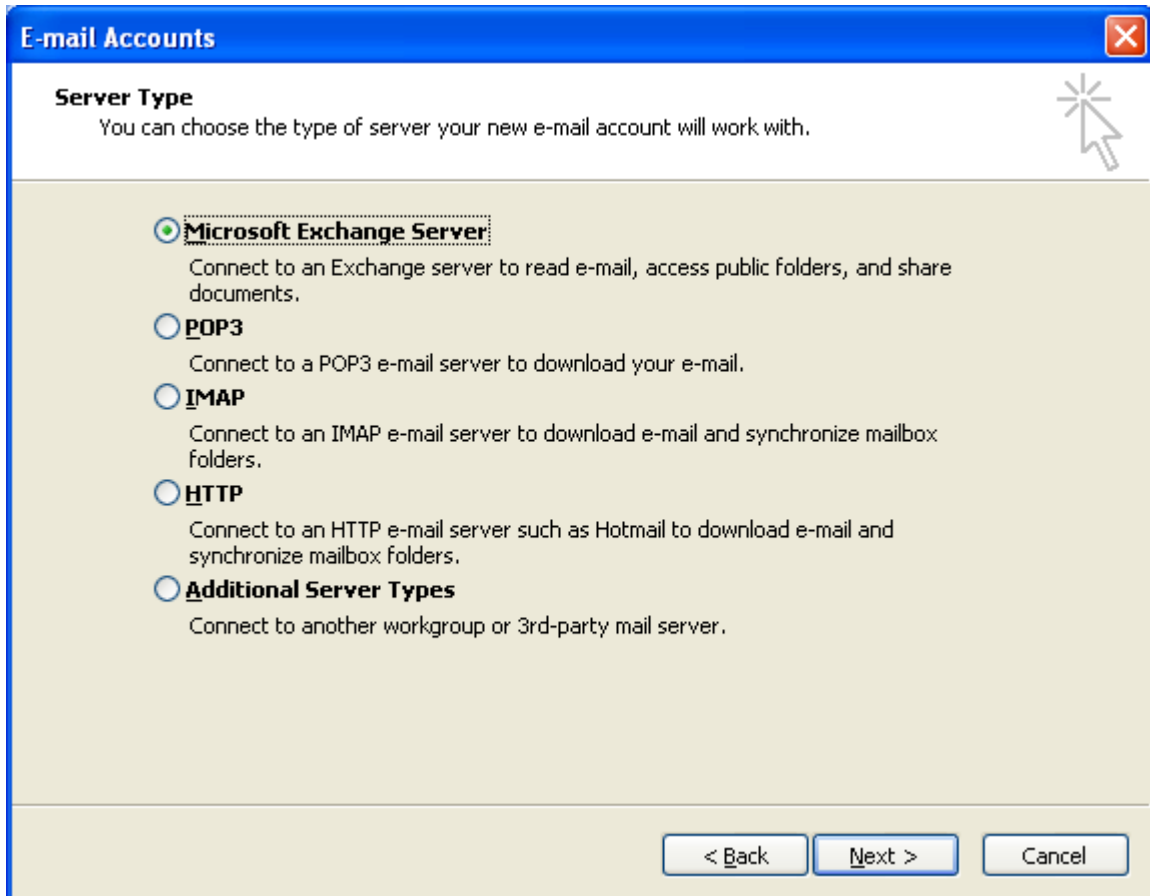 E-mail Accounts
Server Type
You can choose the type of server your new e-mail account will work with.
Microsoft Exchange Server
Connect to an Exchange server to read e-mail, access public folders, and share
documents.
POP3
Connect to a POP3 e-mail server to download your e-mail.
IMAP
Connect to an IMAP e-mail server to download e-mail and synchronize mailbox
folders.
HTTP
Connect to an HTTP e-mail server such as Hotmail to download e-mail and
synchronize mailbox folders.
Additional Server Types
Connect to another workgroup or 3rd-party mail server.
< Back Next > Cancel